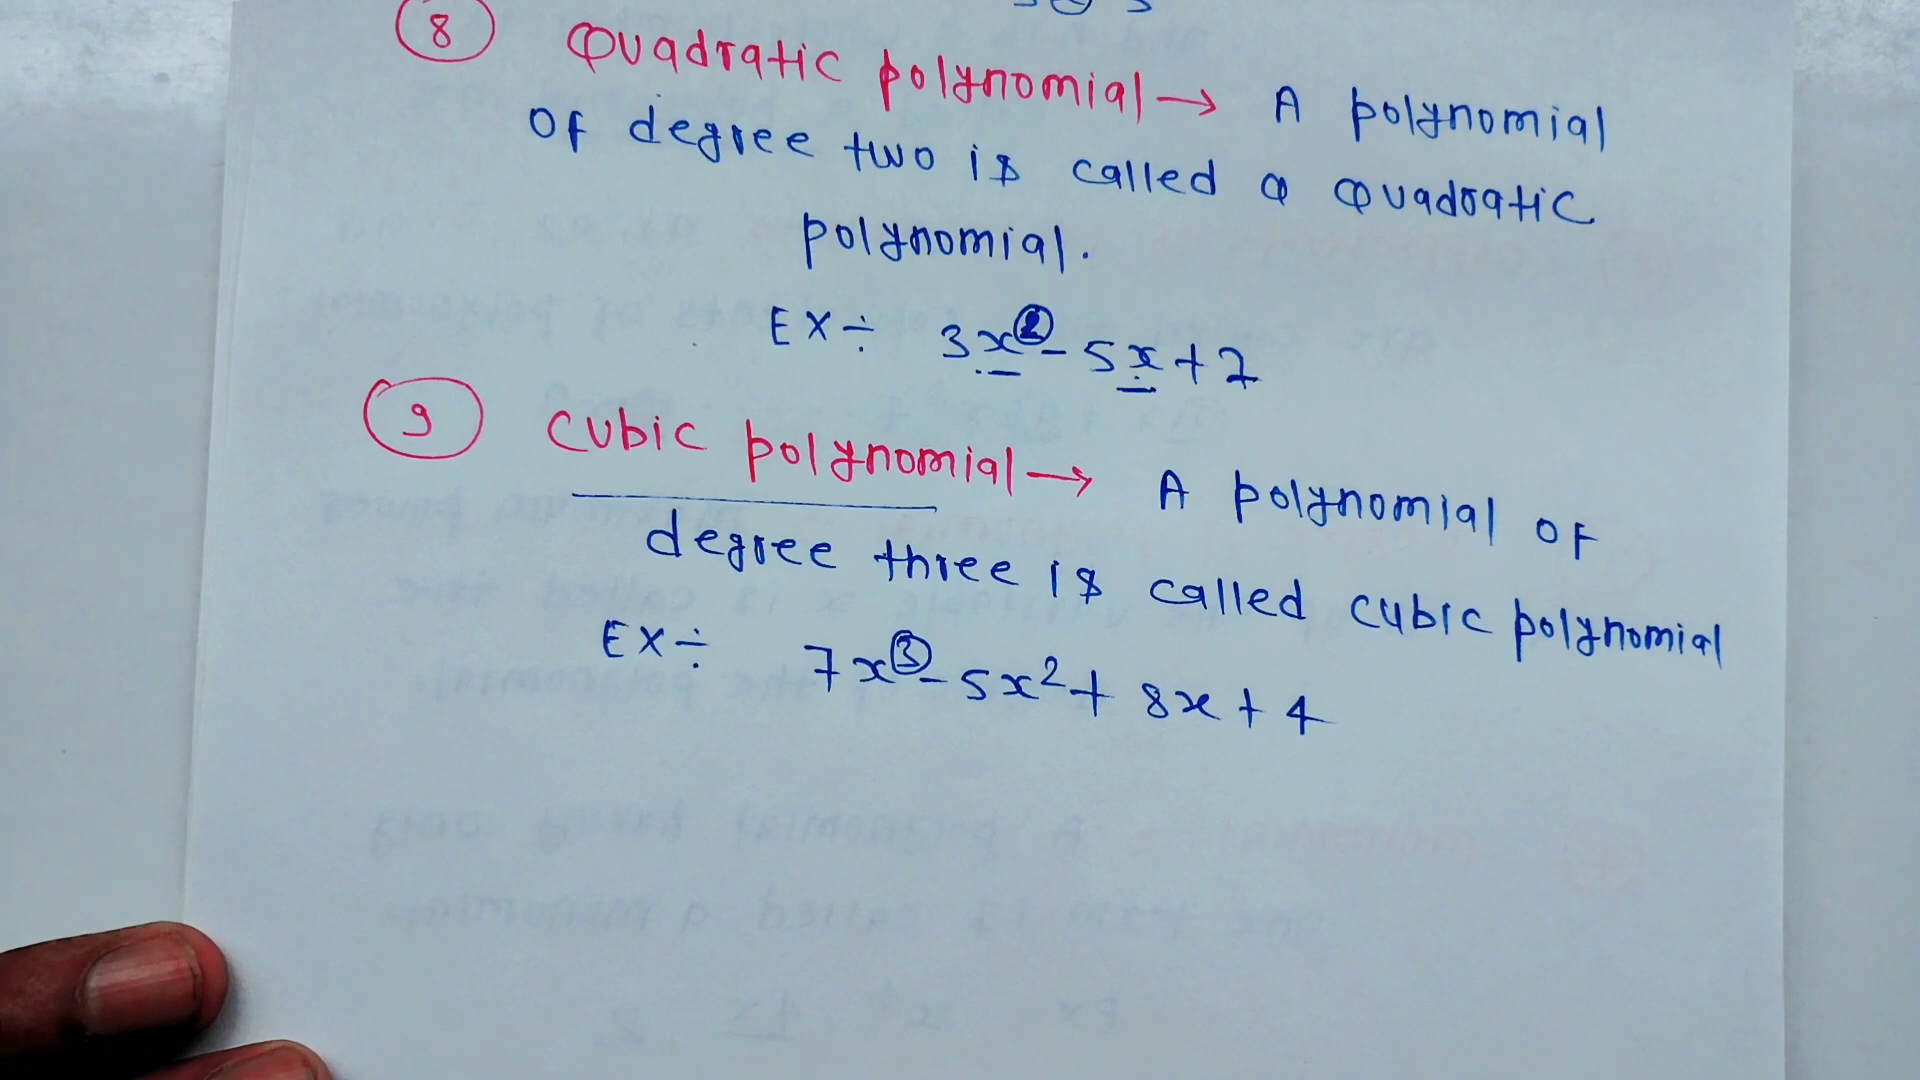 8 Quadratic polynomial → A polynomial
of degree two is called a quadratic
polynomial.
Ex ÷ 3x² - 5x + 7
9 Cubic polynomial → A polynomial of
degree three is called cubic polynomial
Ex ÷ 7x³ - 5x² + 8x + 4